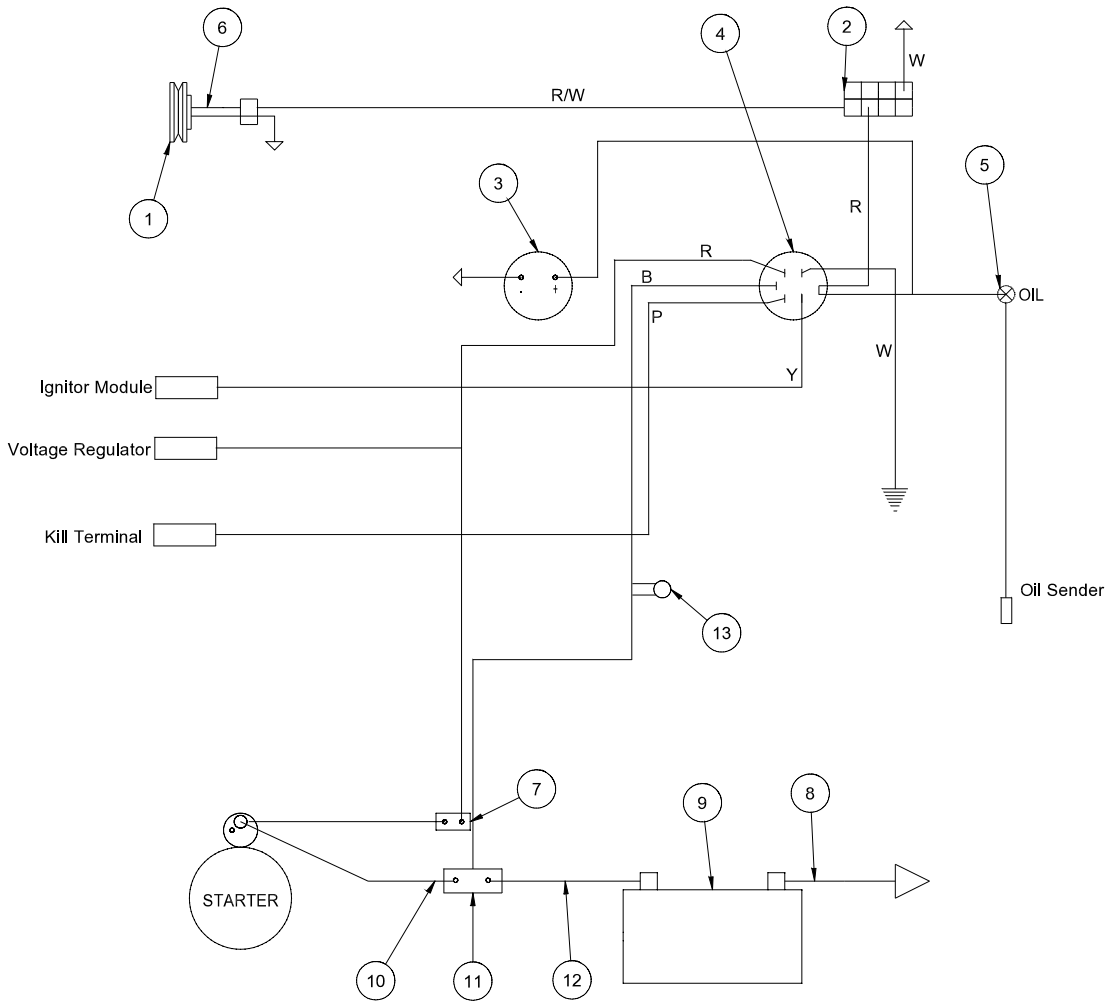 6
2
4
W
R/W
5
3
1
R
R
B
P
OIL
W
Y
Ignitor Module
Voltage Regulator
Kill Terminal
Oil Sender
13
7
9
8
- +
STARTER
10
11
12